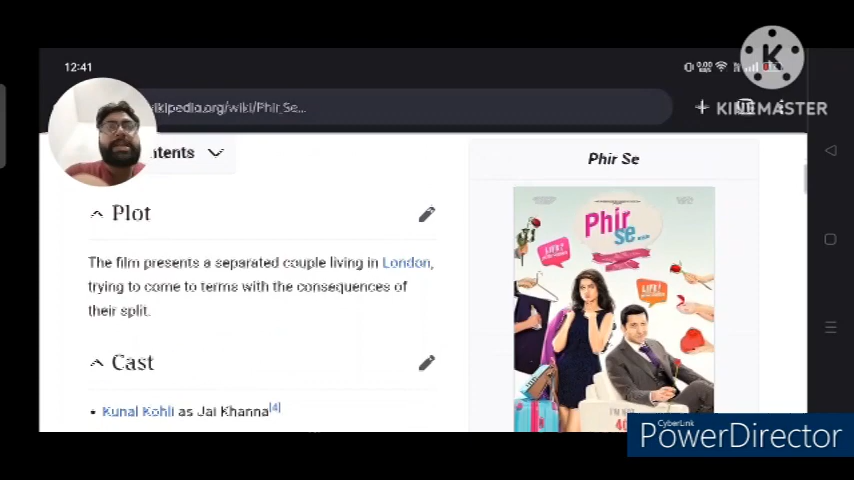 12:41
KINEMASTER
wikipedia.org/wiki/Phir_Se...
ntents
Phir Se
Plot
The film presents a separated couple living in London,
trying to come to terms with the consequences of
their split.
Cast
• Kunal Kohli as Jai Khanna[4]
Phir
se...
LIFE?
LIFE?
CyberLink
PowerDirector